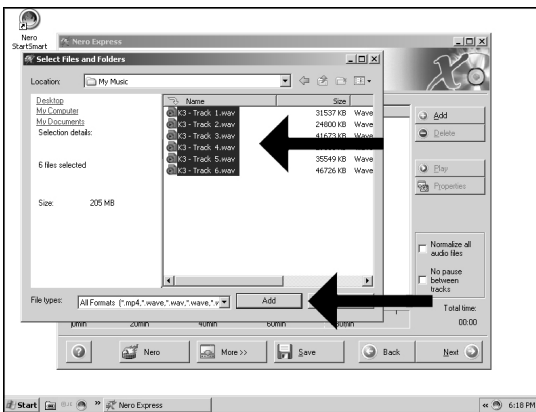 Nero
StartSmart
Nero Express
Select Files and Folders
Location: My Music
Desktop
My Computer
My Documents
Selection details:
6 files selected
Size: 205 MB
Name Size
K3 - Track 1.wav 31537 KB Wave
K3 - Track 2.wav 24800 KB Wave
K3 - Track 3.wav 41673 KB
K3 - Track 4.wav
K3 - Track 5.wav 35549 KB Wave
K3 - Track 6.wav 46726 KB Wave
File types: All Formats (*.mp4,*.wave,*.wav,*.wave,*. Add
Add
Delete
Play
Properties
Normalize all
audio files
No pause
between
tracks
Total time:
00:00
0min 20min 40min 60min
Nero More >> Save Back Next
Start Nero Express 6:18 PM